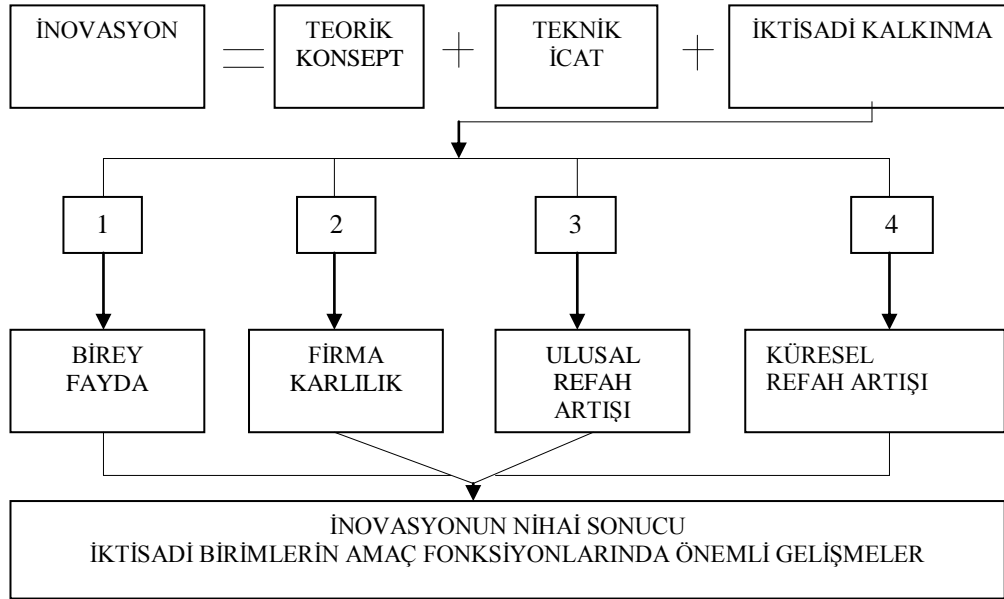 İNOVASYON
=
TEORİK
KONSEPT
+
TEKNİK
İCAT
+
İKTİSADİ KALKINMA
1
2
3
4
BİREY
FAYDA
FİRMA
KARLILIK
ULUSAL
REFAH
ARTIŞI
KÜRESEL
REFAH ARTIŞI
İNOVASYONUN NİHAİ SONUCU
İKTİSADİ BİRİMLERİN AMAÇ FONKSİYONLARINDA ÖNEMLİ GELİŞMELER